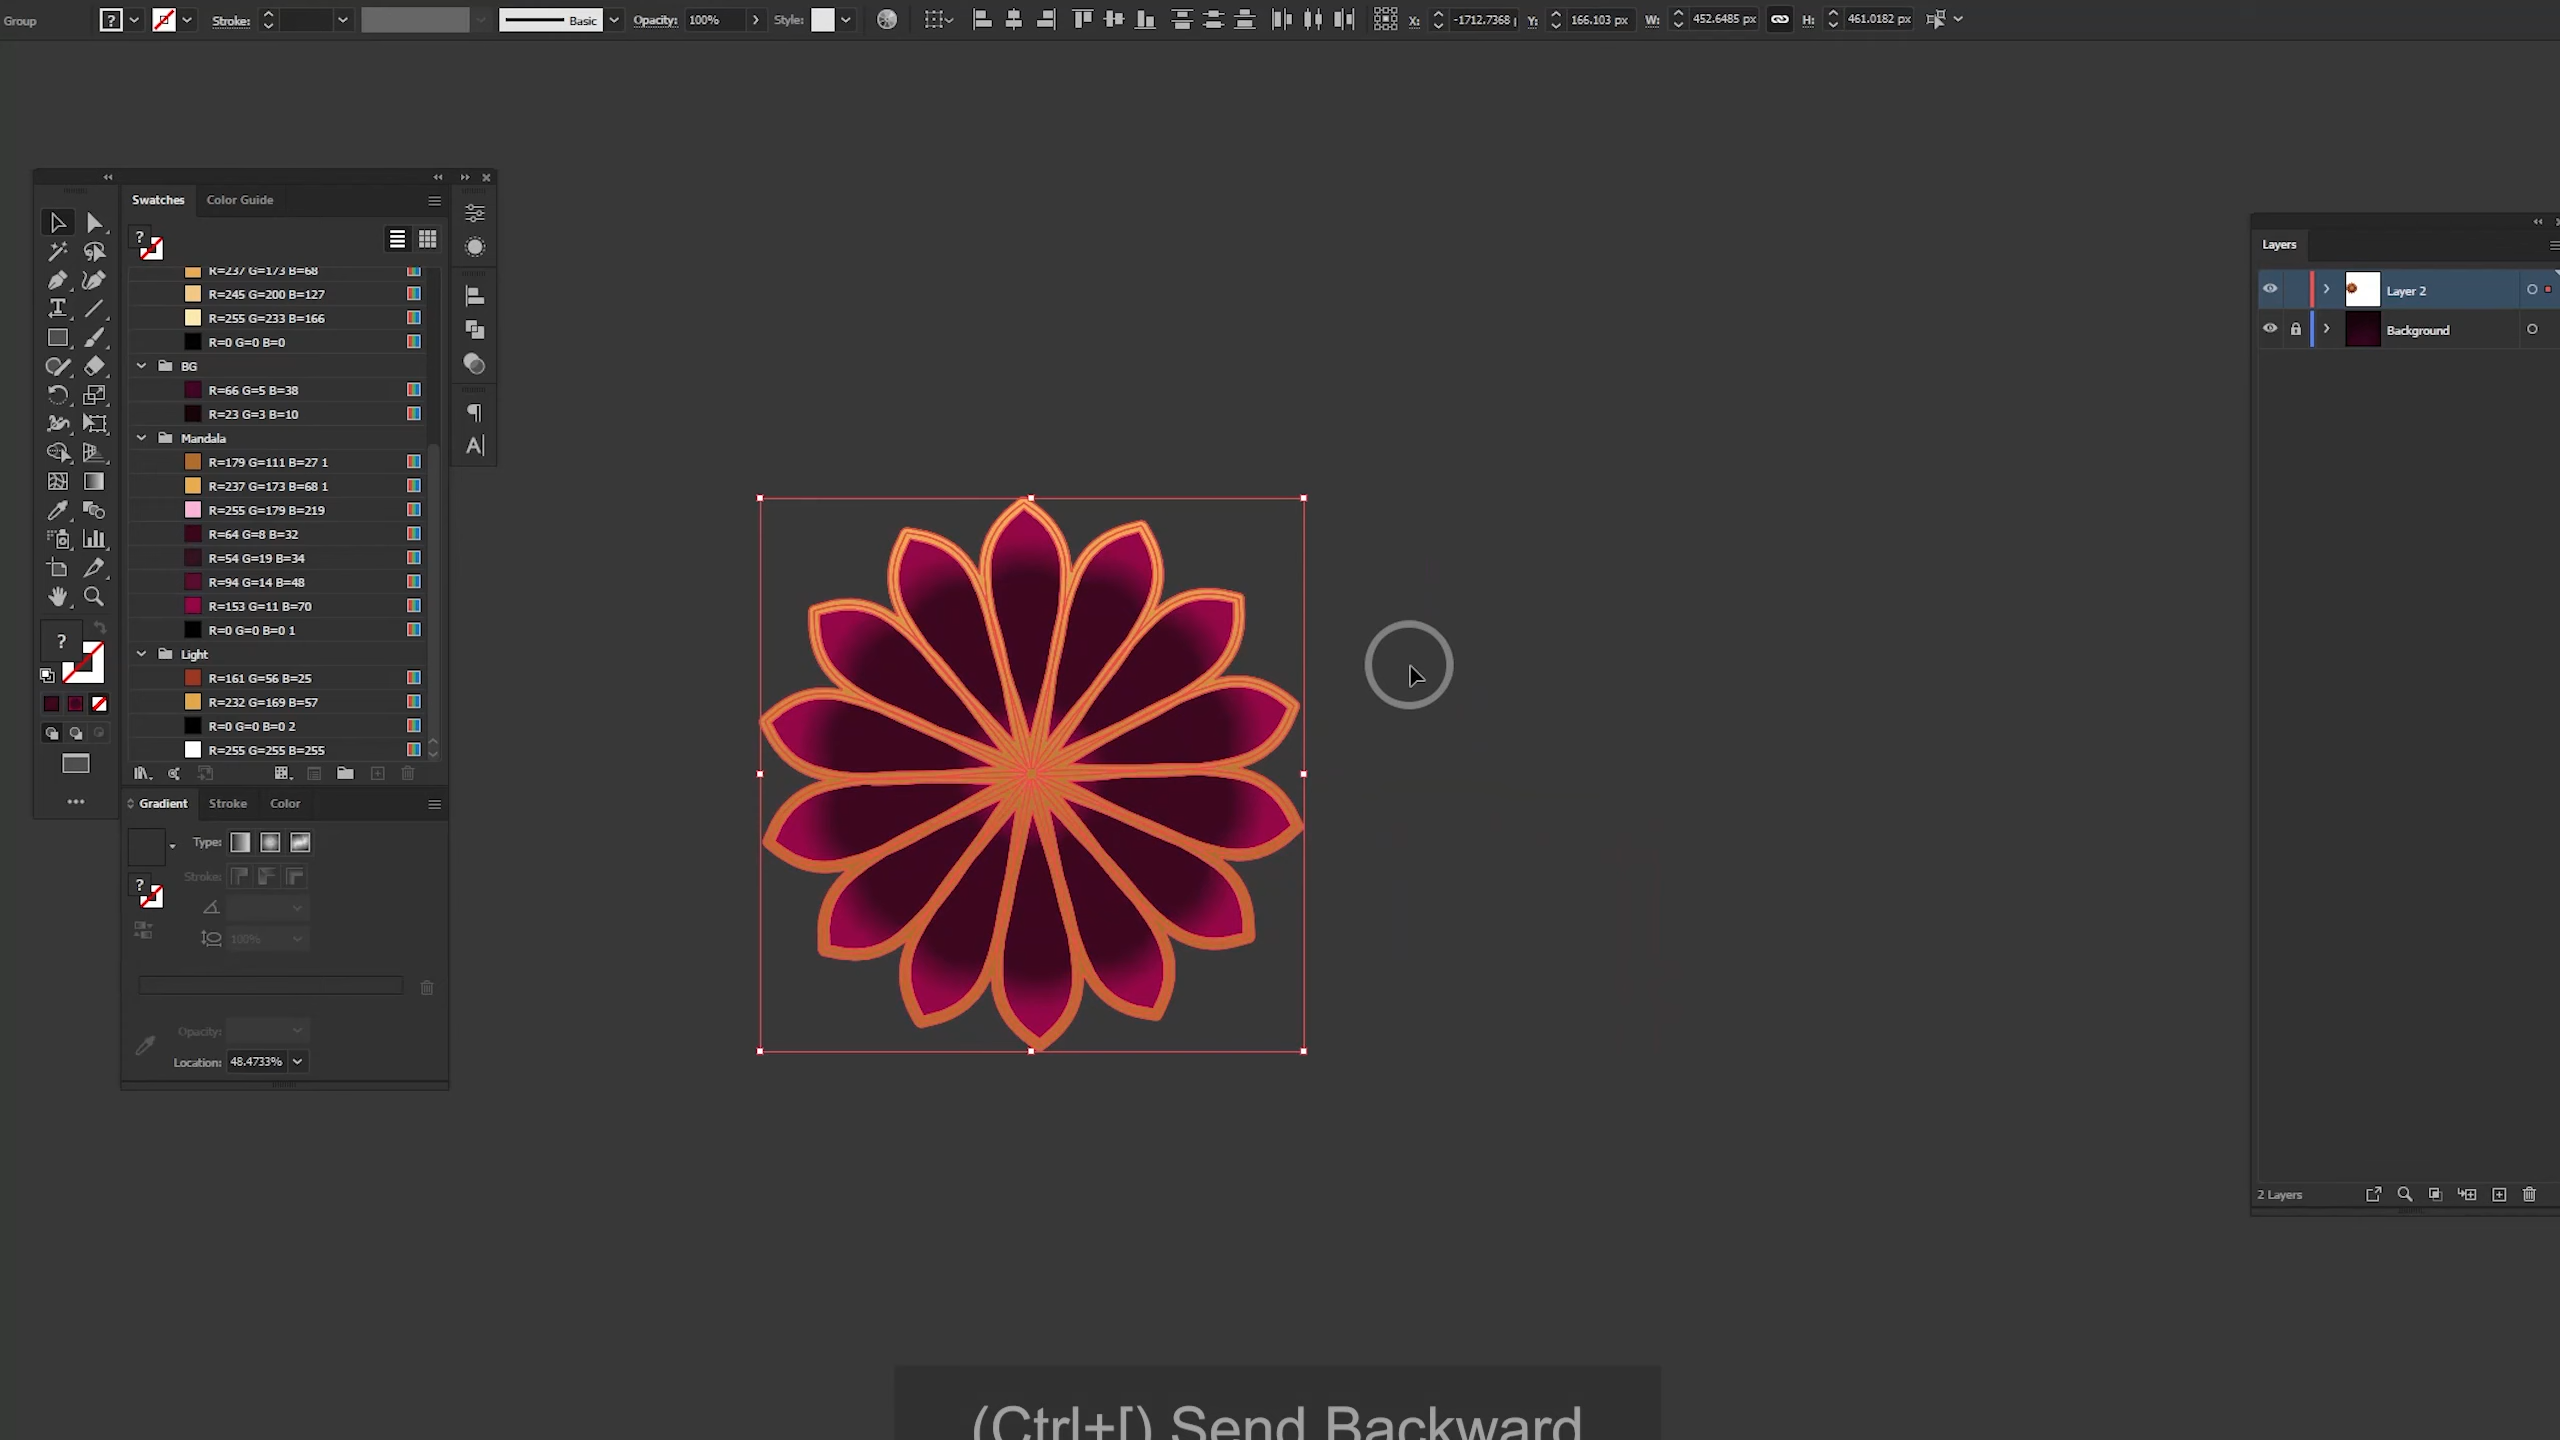 Group
?
Stroke:
Basic
Opacity: 100%
Style:
X: -1712.7368
Y: 166.103 px
W: 452.6485 px
H: 461.0182 px
Swatches Color Guide
?
R=237 G=173 B=68
R=245 G=200 B=127
R=255 G=233 B=166
R=0 G=0 B=0
BG
R=66 G=5 B=38
R=23 G=3 B=10
Mandala
R=179 G=111 B=27 1
R=237 G=173 B=68 1
R=255 G=179 B=219
R=64 G=8 B=32
R=54 G=19 B=34
R=94 G=14 B=48
R=153 G=11 B=70
R=0 G=0 B=0 1
Light
R=161 G=56 B=25
R=232 G=169 B=57
R=0 G=0 B=0 2
R=255 G=255 B=255
?
Gradient Stroke Color
Type:
?
Stroke:
100%
Opacity:
Location: 48.4733%
Layers
Layer 2
Background
2 Layers
(Ctrl+[) Send Backward